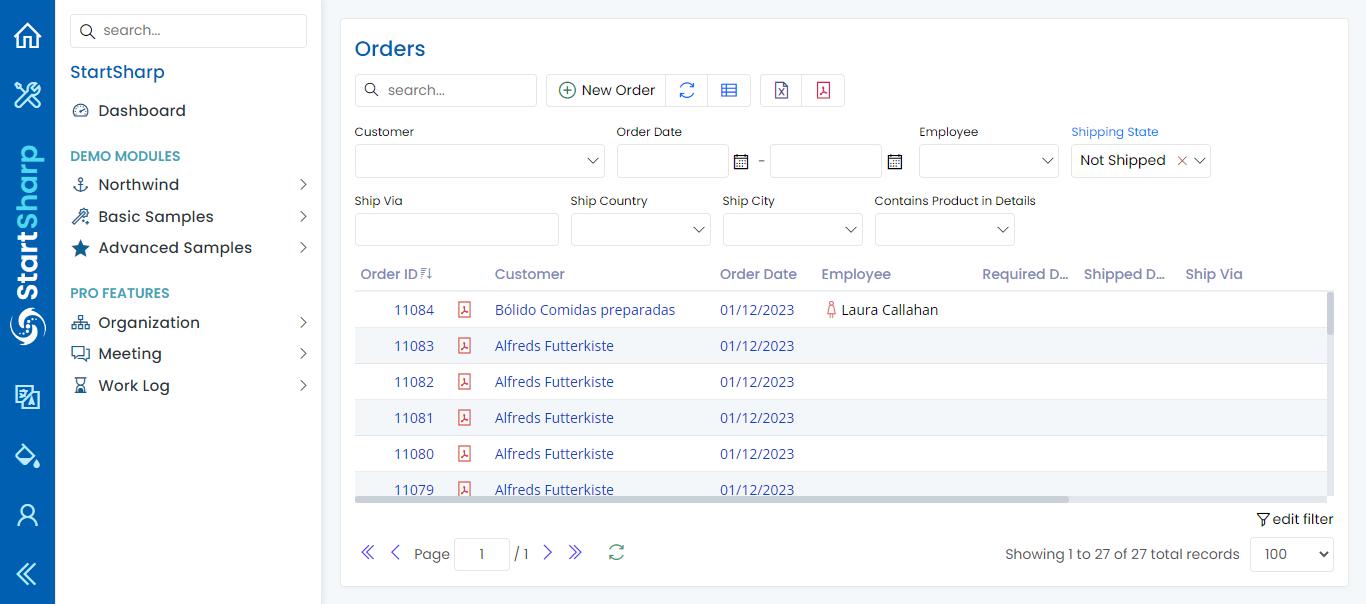 search...
StartSharp
Dashboard
DEMO MODULES
Northwind
Basic Samples
Advanced Samples
PRO FEATURES
Organization
Meeting
Work Log
StartSharp
Orders
search...
New Order
Customer Order Date Employee Shipping State
- Not Shipped
Ship Via Ship Country Ship City Contains Product in Details
Order ID Customer Order Date Employee Required D... Shipped D... Ship Via
11084 Bólido Comidas preparadas 01/12/2023 Laura Callahan
11083 Alfreds Futterkiste 01/12/2023
11082 Alfreds Futterkiste 01/12/2023
11081 Alfreds Futterkiste 01/12/2023
11080 Alfreds Futterkiste 01/12/2023
11079 Alfreds Futterkiste 01/12/2023
edit filter
Page 1 / 1 Showing 1 to 27 of 27 total records 100